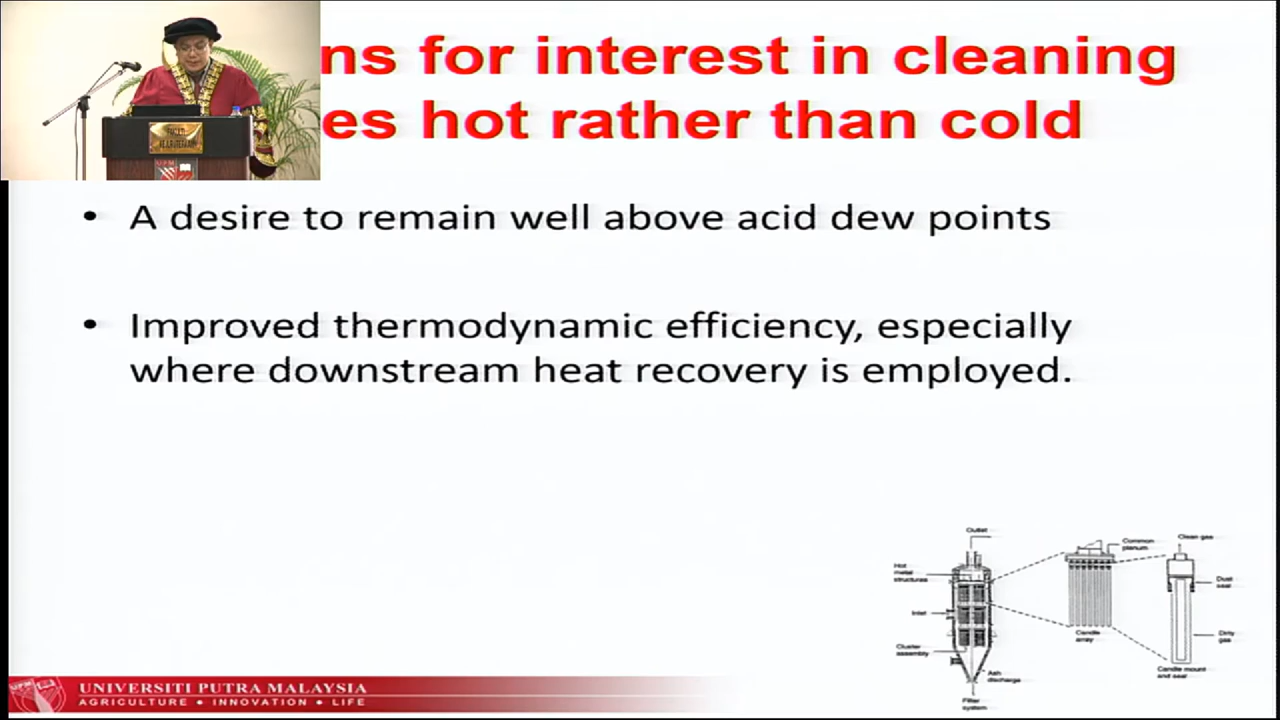 ns for interest in cleaning
es hot rather than cold
• A desire to remain well above acid dew points
• Improved thermodynamic efficiency, especially
where downstream heat recovery is employed.
Outlet
Hot
metal
structures
Inlet
Cluster
assembly
Ash
discharge
Filter
system
Common
plenum
Candle
array
Clean gas
Dust
seal
Dirty
gas
Candle mount
and seal
UPM
UNIVERSITI PUTRA MALAYSIA
AGRICULTURE • INNOVATION • LIFE